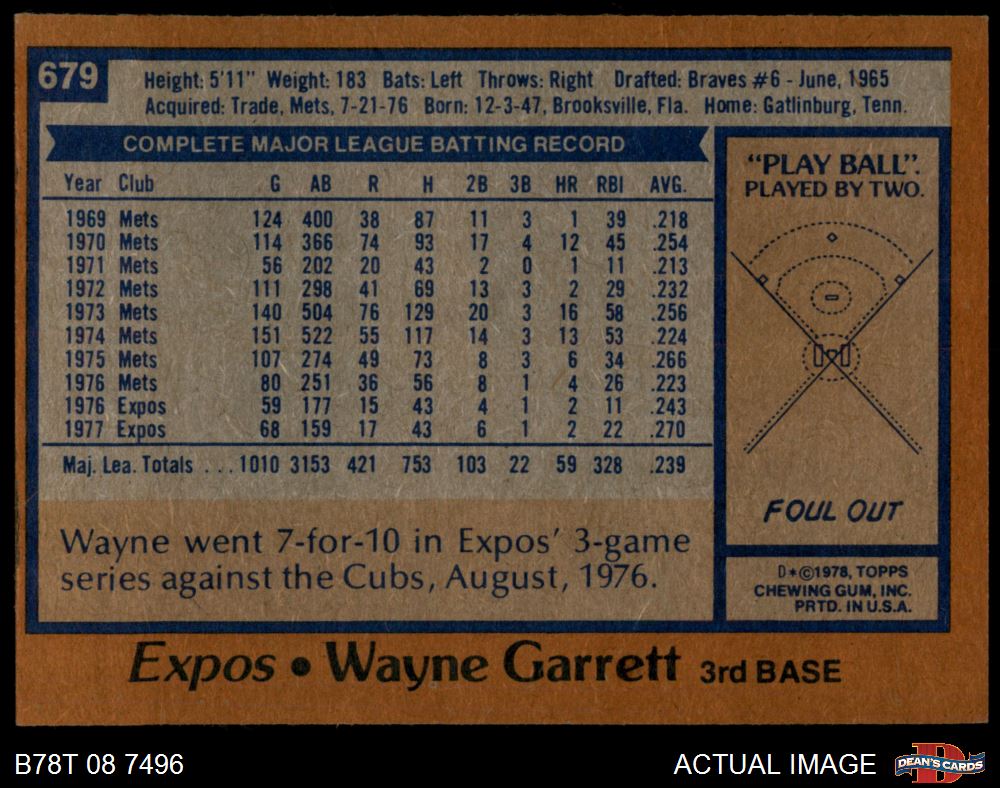 679
Height: 5'11" Weight: 183 Bats: Left Throws: Right Drafted: Braves #6 - June, 1965
Acquired: Trade, Mets, 7-21-76 Born: 12-3-47, Brooksville, Fla. Home: Gatlinburg, Tenn.
COMPLETE MAJOR LEAGUE BATTING RECORD
Year Club G AB R H 2B 3B HR RBI AVG.
1969 Mets 124 400 38 87 11 3 1 39 .218
1970 Mets 114 366 74 93 17 4 12 45 .254
1971 Mets 56 202 20 43 2 0 1 11 .213
1972 Mets 111 298 41 69 13 3 2 29 .232
1973 Mets 140 504 76 129 20 3 16 58 .256
1974 Mets 151 522 55 117 14 3 13 53 .224
1975 Mets 107 274 49 73 8 3 6 34 .266
1976 Mets 80 251 36 56 8 1 4 26 .223
1976 Expos 59 177 15 43 4 1 2 11 .243
1977 Expos 68 159 17 43 6 1 2 22 .270
Maj. Lea. Totals ... 1010 3153 421 753 103 22 59 328 .239
Wayne went 7-for-10 in Expos' 3-game
series against the Cubs, August, 1976.
"PLAY BALL".
PLAYED BY TWO.
FOUL OUT
D*©1978, TOPPS
CHEWING GUM, INC.
PRTD. IN U.S.A.
Expos • Wayne Garrett 3rd BASE
B78T 08 7496
ACTUAL IMAGE
D
DEAN'S CARDS